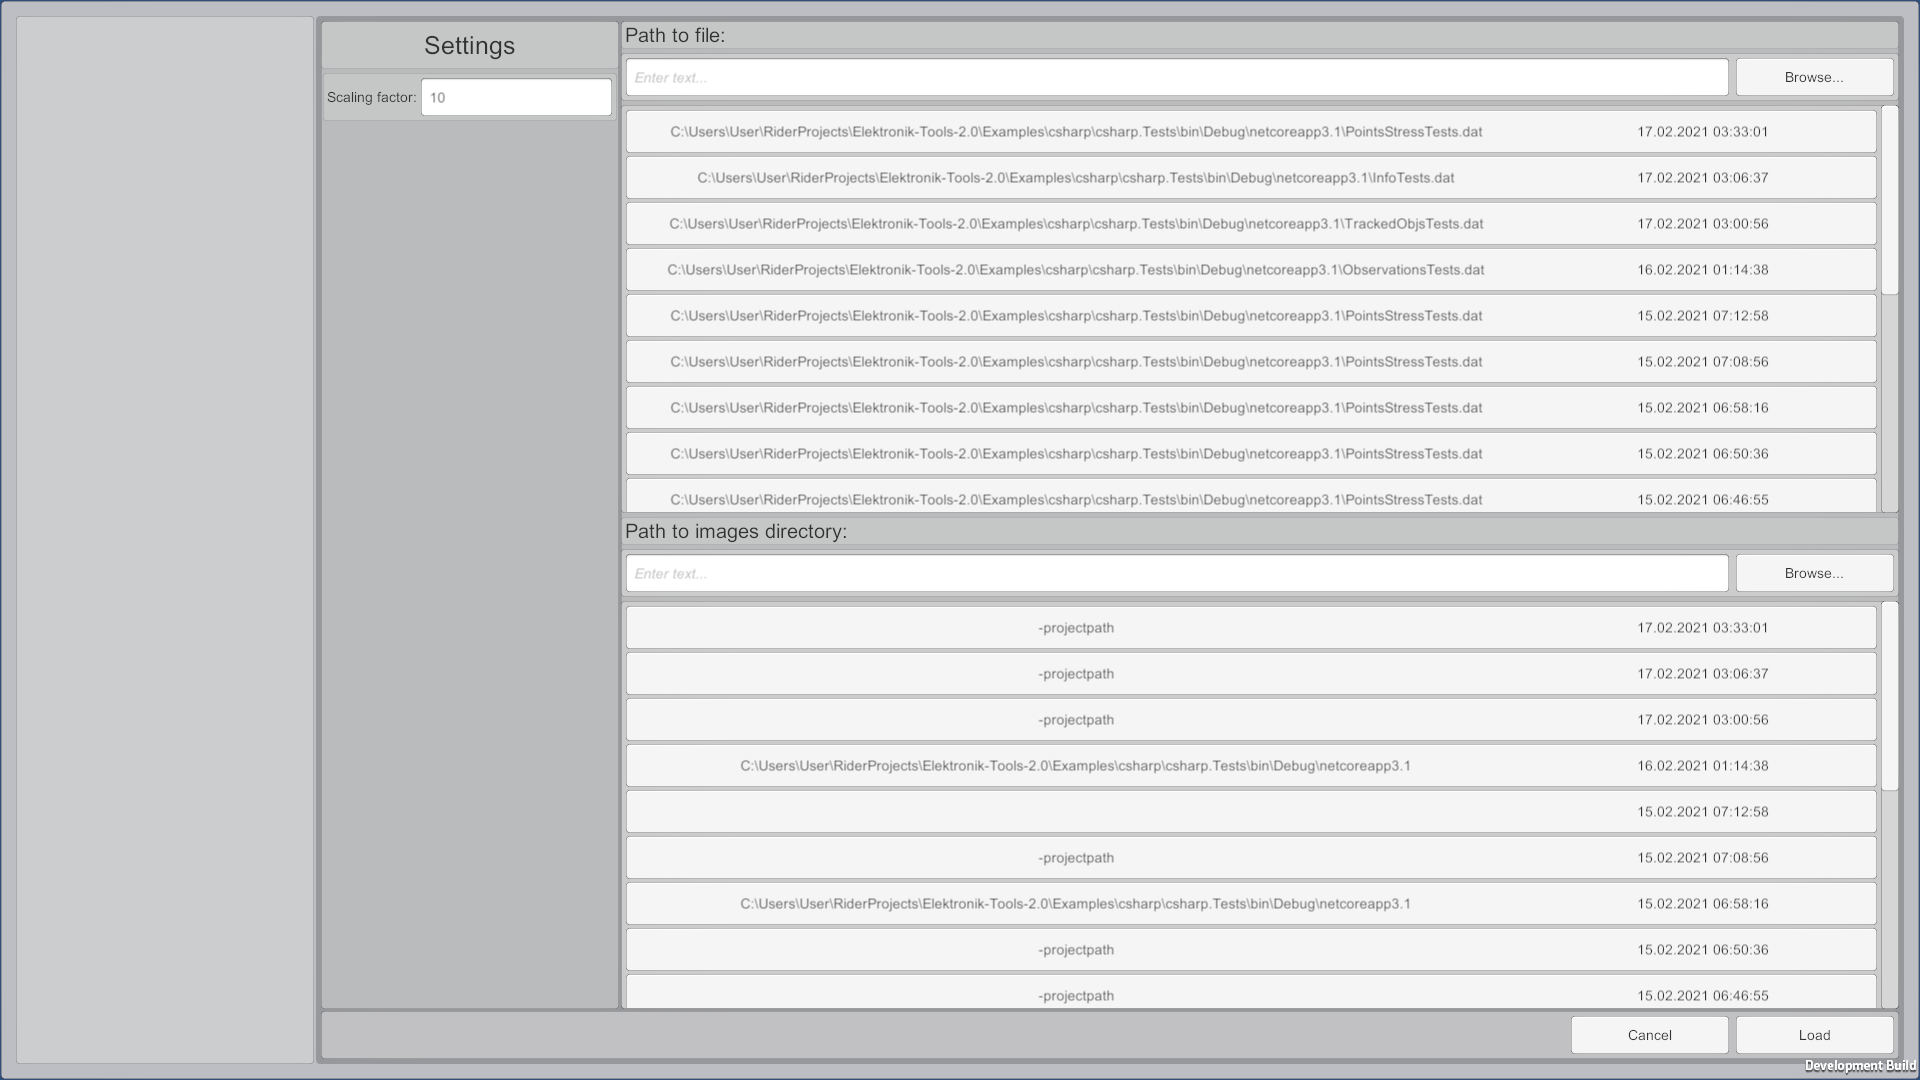 Settings
Scaling factor: 10
Path to file:
Enter text...
Browse...
C:\Users\User\RiderProjects\Elektronik-Tools-2.0\Examples\csharp\csharp.Tests\bin\Debug\netcoreapp3.1\PointsStressTests.dat 17.02.2021 03:33:01
C:\Users\User\RiderProjects\Elektronik-Tools-2.0\Examples\csharp\csharp.Tests\bin\Debug\netcoreapp3.1\InfoTests.dat 17.02.2021 03:06:37
C:\Users\User\RiderProjects\Elektronik-Tools-2.0\Examples\csharp\csharp.Tests\bin\Debug\netcoreapp3.1\TrackedObjsTests.dat 17.02.2021 03:00:56
C:\Users\User\RiderProjects\Elektronik-Tools-2.0\Examples\csharp\csharp.Tests\bin\Debug\netcoreapp3.1\ObservationsTests.dat 16.02.2021 01:14:38
C:\Users\User\RiderProjects\Elektronik-Tools-2.0\Examples\csharp\csharp.Tests\bin\Debug\netcoreapp3.1\PointsStressTests.dat 15.02.2021 07:12:58
C:\Users\User\RiderProjects\Elektronik-Tools-2.0\Examples\csharp\csharp.Tests\bin\Debug\netcoreapp3.1\PointsStressTests.dat 15.02.2021 07:08:56
C:\Users\User\RiderProjects\Elektronik-Tools-2.0\Examples\csharp\csharp.Tests\bin\Debug\netcoreapp3.1\PointsStressTests.dat 15.02.2021 06:58:16
C:\Users\User\RiderProjects\Elektronik-Tools-2.0\Examples\csharp\csharp.Tests\bin\Debug\netcoreapp3.1\PointsStressTests.dat 15.02.2021 06:50:36
C:\Users\User\RiderProjects\Elektronik-Tools-2.0\Examples\csharp\csharp.Tests\bin\Debug\netcoreapp3.1\PointsStressTests.dat 15.02.2021 06:46:55
Path to images directory:
Enter text...
Browse...
-projectpath 17.02.2021 03:33:01
-projectpath 17.02.2021 03:06:37
-projectpath 17.02.2021 03:00:56
C:\Users\User\RiderProjects\Elektronik-Tools-2.0\Examples\csharp\csharp.Tests\bin\Debug\netcoreapp3.1 16.02.2021 01:14:38
15.02.2021 07:12:58
-projectpath 15.02.2021 07:08:56
C:\Users\User\RiderProjects\Elektronik-Tools-2.0\Examples\csharp\csharp.Tests\bin\Debug\netcoreapp3.1 15.02.2021 06:58:16
-projectpath 15.02.2021 06:50:36
-projectpath 15.02.2021 06:46:55
Cancel
Load
Development Build